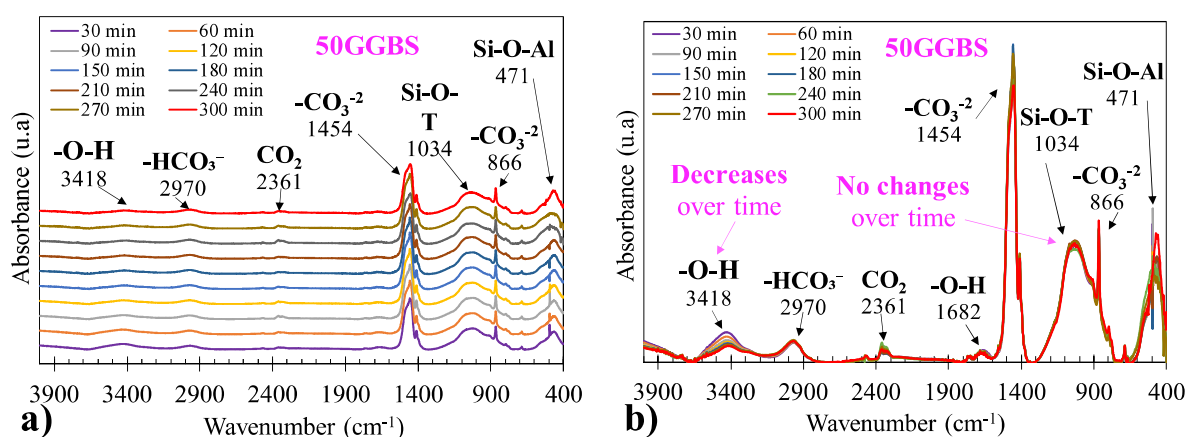 30 min 60 min
90 min 120 min
150 min 180 min
210 min 240 min
270 min 300 min
50GGBS
Si-O-Al
471
-CO₃⁻²
1454
Si-O-
T
1034
-CO₃⁻²
866
-O-H
3418
-HCO₃⁻
2970
CO₂
2361
Absorbance (u.a)
3900 3400 2900 2400 1900 1400 900 400
Wavenumber (cm⁻¹)
a)
30 min 60 min
90 min 120 min
150 min 180 min
210 min 240 min
270 min 300 min
50GGBS
Si-O-Al
471
-CO₃⁻²
1454
Si-O-T
1034
-CO₃⁻²
866
Decreases
over time
No changes
over time
-O-H
3418
-HCO₃⁻
2970
CO₂
2361
-O-H
1682
Absorbance (u.a)
3900 3400 2900 2400 1900 1400 900 400
Wavenumber (cm⁻¹)
b)